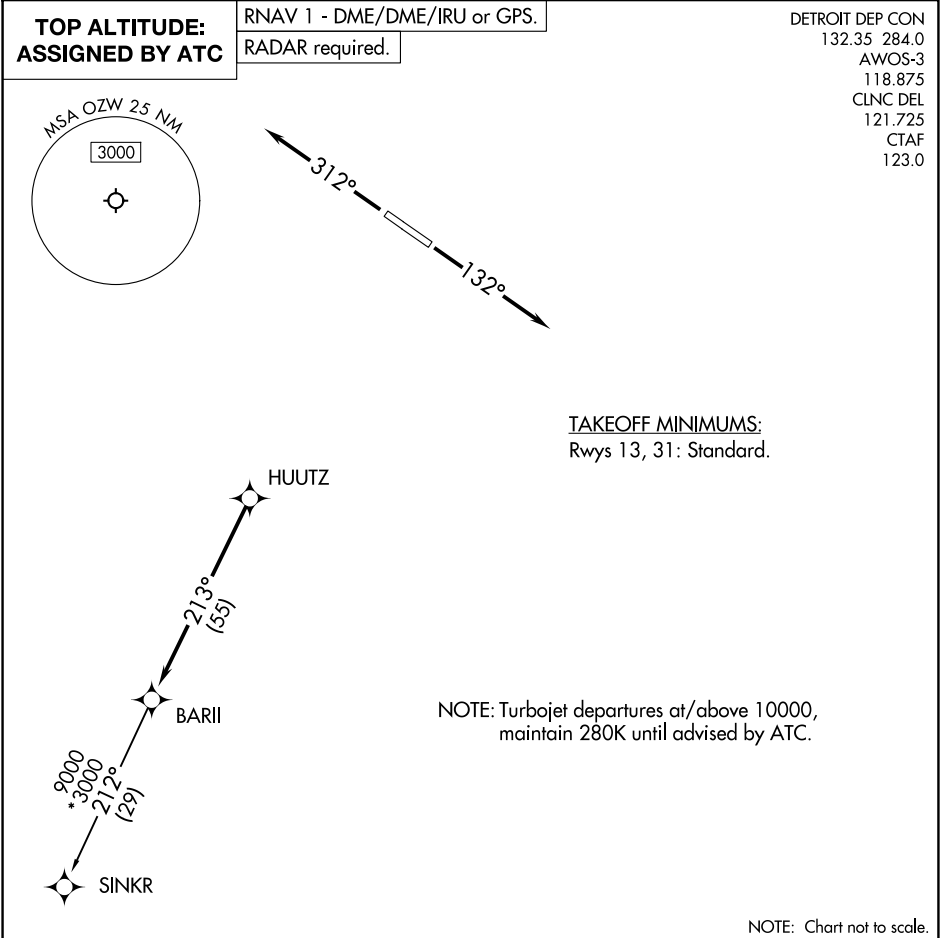 TOP ALTITUDE:
ASSIGNED BY ATC
RNAV 1 - DME/DME/IRU or GPS.
RADAR required.
DETROIT DEP CON
132.35 284.0
AWOS-3
118.875
CLNC DEL
121.725
CTAF
123.0
MSA OZW 25 NM
3000
312°
132°
TAKEOFF MINIMUMS:
Rwys 13, 31: Standard.
HUUTZ
213°
(55)
BARII
NOTE: Turbojet departures at/above 10000,
maintain 280K until advised by ATC.
9000
*3000
212°
(29)
SINKR
NOTE: Chart not to scale.